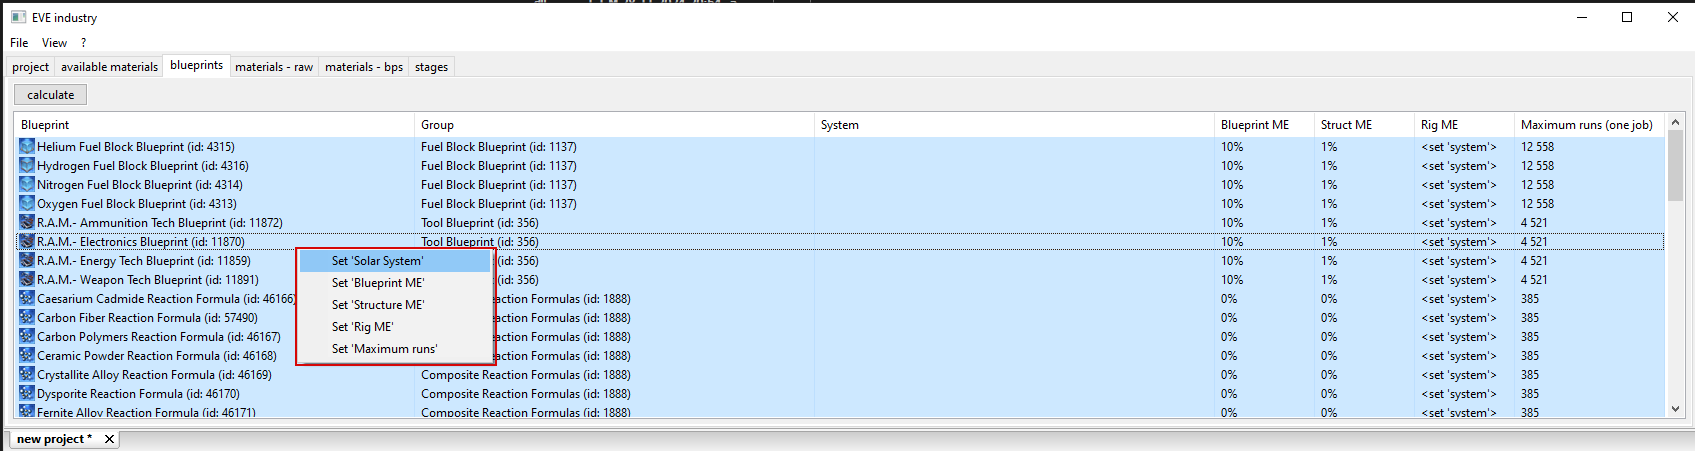 EVE industry
File View ?
project available materials blueprints materials - raw materials - bps stages
calculate
Blueprint Group System Blueprint ME Struct ME Rig ME Maximum runs (one job)
Helium Fuel Block Blueprint (id: 4315) Fuel Block Blueprint (id: 1137) 10% 1% <set 'system'> 12 558
Hydrogen Fuel Block Blueprint (id: 4316) Fuel Block Blueprint (id: 1137) 10% 1% <set 'system'> 12 558
Nitrogen Fuel Block Blueprint (id: 4314) Fuel Block Blueprint (id: 1137) 10% 1% <set 'system'> 12 558
Oxygen Fuel Block Blueprint (id: 4313) Fuel Block Blueprint (id: 1137) 10% 1% <set 'system'> 12 558
R.A.M.- Ammunition Tech Blueprint (id: 11872) Tool Blueprint (id: 356) 10% 1% <set 'system'> 4 521
R.A.M.- Electronics Blueprint (id: 11870) Tool Blueprint (id: 356) 10% 1% <set 'system'> 4 521
R.A.M.- Energy Tech Blueprint (id: 11859) Set 'Solar System' (id: 356) 10% 1% <set 'system'> 4 521
R.A.M.- Weapon Tech Blueprint (id: 11891) Set 'Blueprint ME' (id: 356) 10% 1% <set 'system'> 4 521
Caesarium Cadmide Reaction Formula (id: 46166) Set 'Structure ME' Formulas (id: 1888) 0% 0% <set 'system'> 385
Carbon Fiber Reaction Formula (id: 57490) Set 'Rig ME' Formulas (id: 1888) 0% 0% <set 'system'> 385
Carbon Polymers Reaction Formula (id: 46167) Set 'Maximum runs' Formulas (id: 1888) 0% 0% <set 'system'> 385
Ceramic Powder Reaction Formula (id: 46168) Formulas (id: 1888) 0% 0% <set 'system'> 385
Crystallite Alloy Reaction Formula (id: 46169) Composite Reaction Formulas (id: 1888) 0% 0% <set 'system'> 385
Dysporite Reaction Formula (id: 46170) Composite Reaction Formulas (id: 1888) 0% 0% <set 'system'> 385
Fernite Alloy Reaction Formula (id: 46171) Composite Reaction Formulas (id: 1888) 0% 0% <set 'system'> 385
new project *